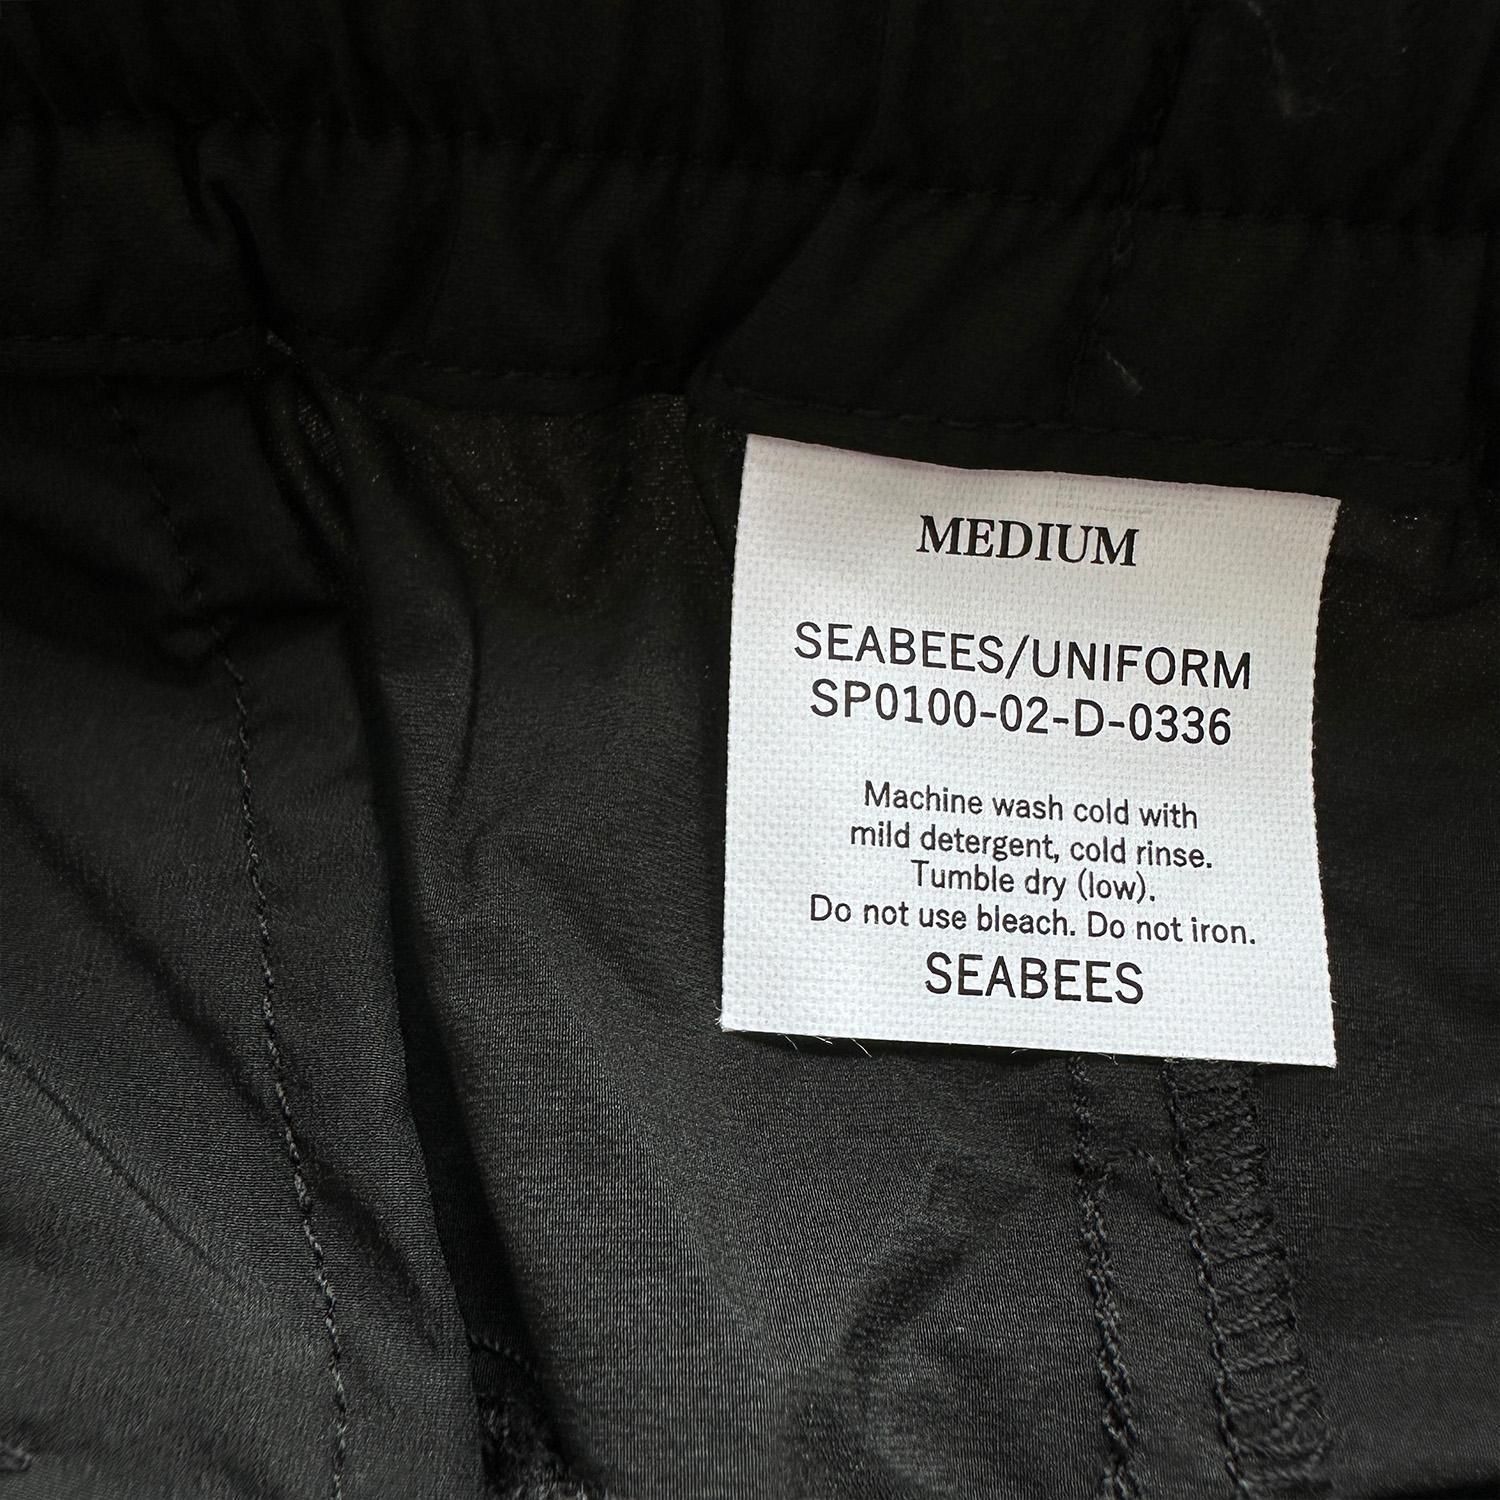 MEDIUM
SEABEES/UNIFORM
SP0100-02-D-0336
Machine wash cold with
mild detergent, cold rinse.
Tumble dry (low).
Do not use bleach. Do not iron.
SEABEES